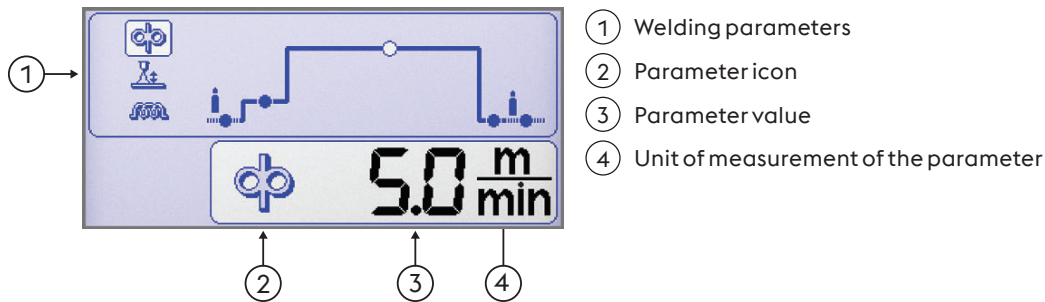 1 Welding parameters
2 Parameter icon
3 Parameter value
4 Unit of measurement of the parameter
1
5.0 m/min
2 3 4